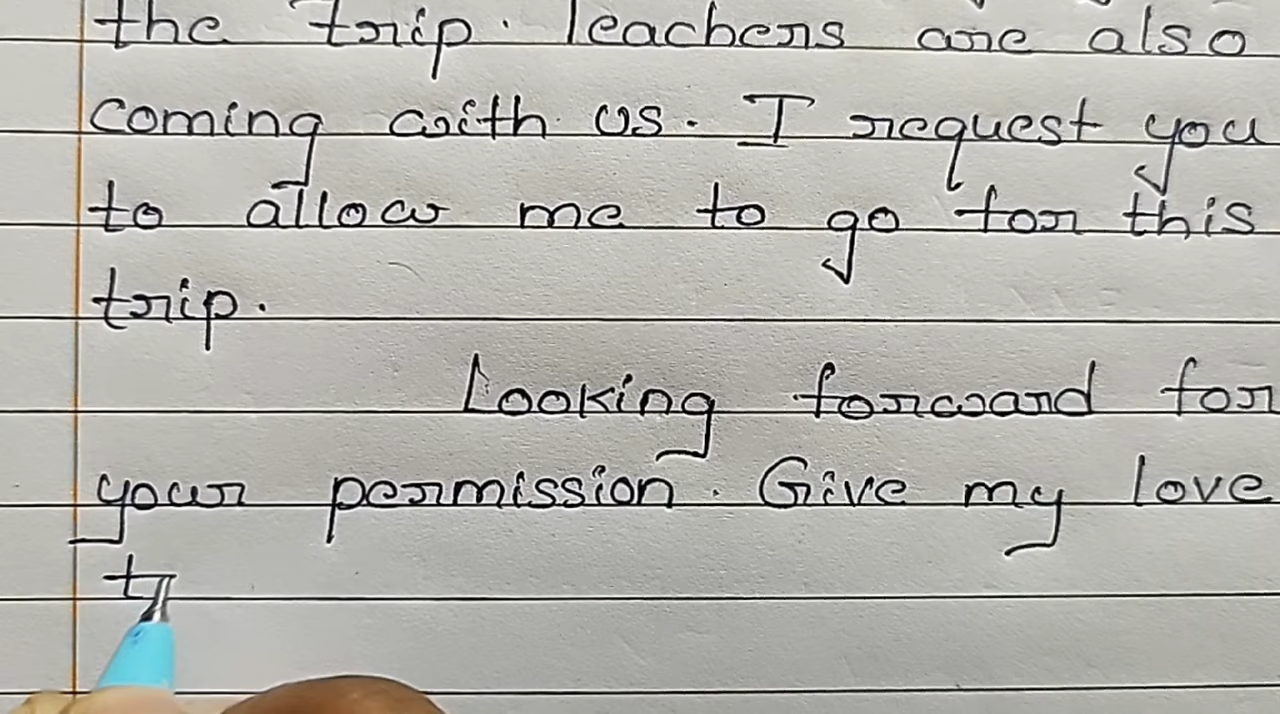 the trip. Teachers are also
coming with us. I request you
to allow me to go for this
trip.
Looking forward for
your permission. Give my love
t